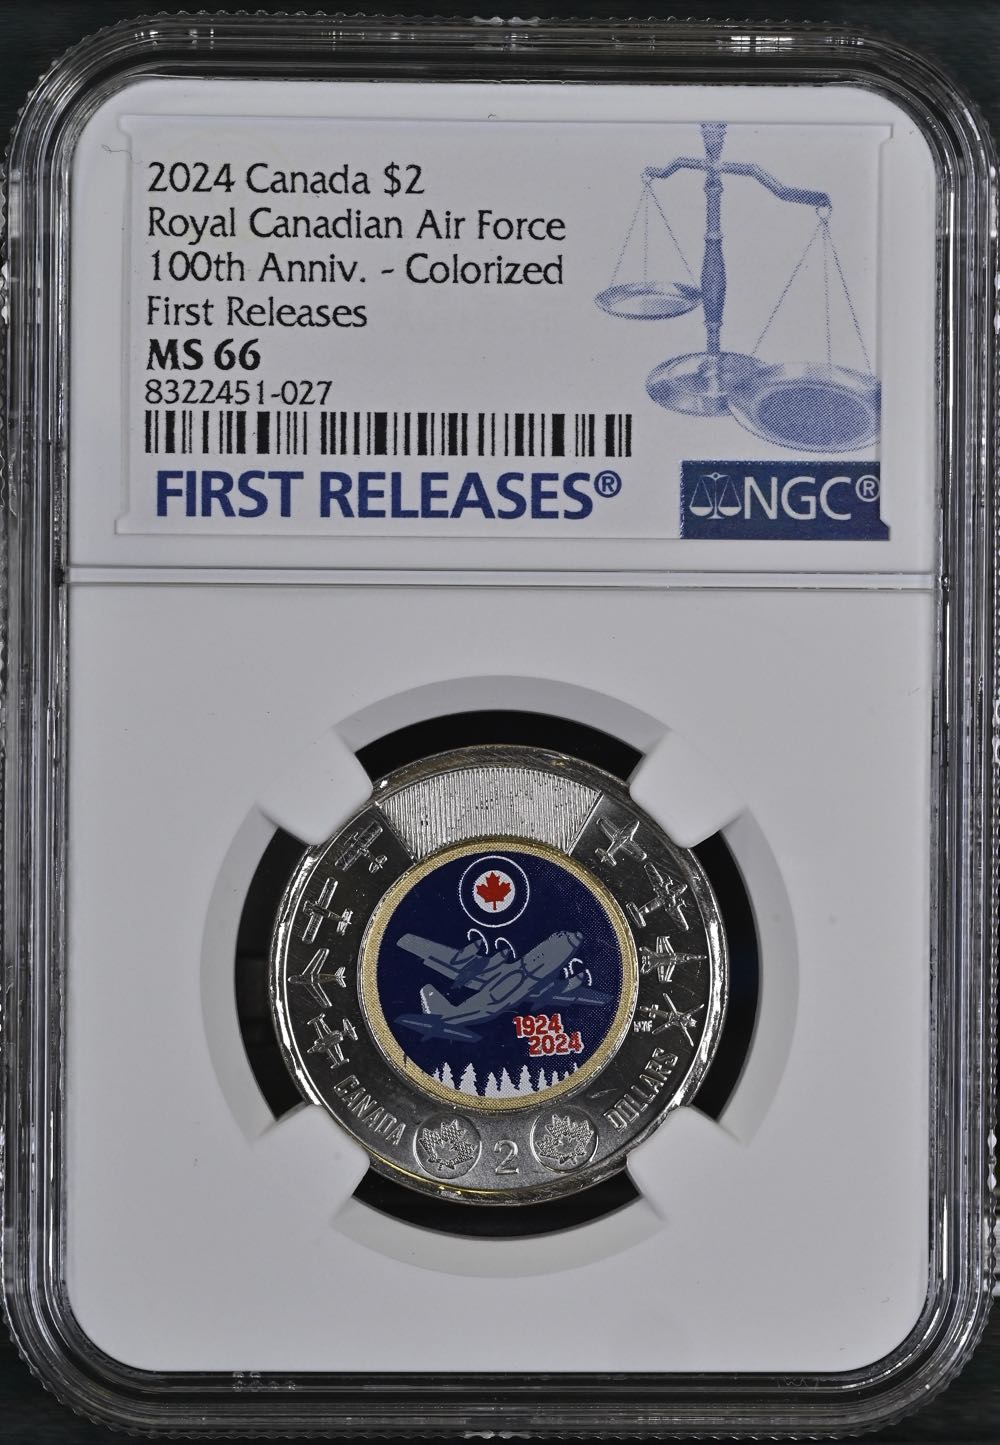 2024 Canada $2
Royal Canadian Air Force
100th Anniv. - Colorized
First Releases
MS 66
8322451-027
FIRST RELEASES®
NGC®
1924
2024
CANADA
2
DOLLARS